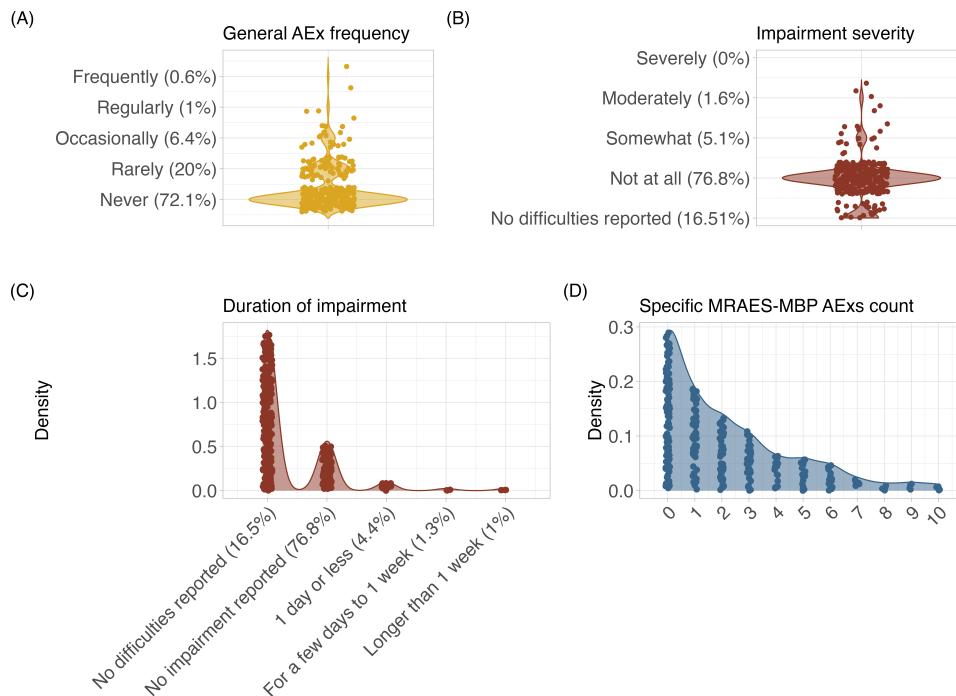 (A)
General AEx frequency
Frequently (0.6%)
Regularly (1%)
Occasionally (6.4%)
Rarely (20%)
Never (72.1%)
(B)
Impairment severity
Severely (0%)
Moderately (1.6%)
Somewhat (5.1%)
Not at all (76.8%)
No difficulties reported (16.51%)
(C)
Duration of impairment
Density
1.5
1.0
0.5
0.0
No difficulties reported (16.5%)
No impairment reported (76.8%)
1 day or less (4.4%)
For a few days to 1 week (1.3%)
Longer than 1 week (1%)
(D)
Specific MRAES-MBP AExs count
Density
0.3
0.2
0.1
0.0
0 1 2 3 4 5 6 7 8 9 10